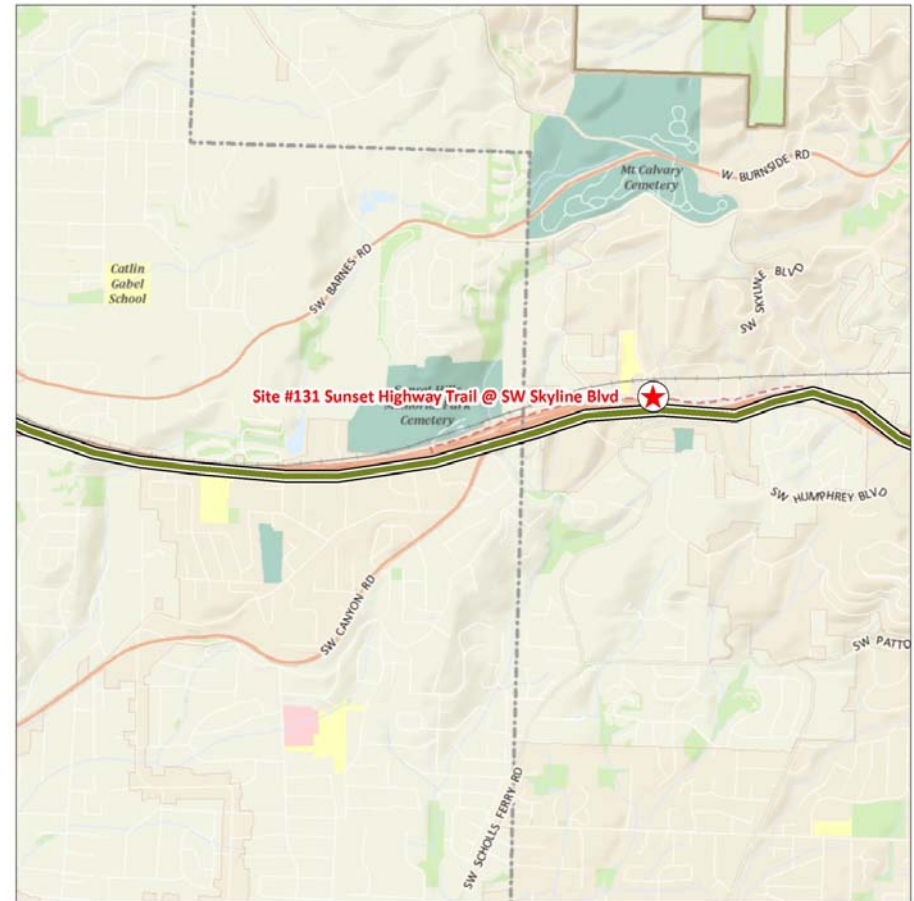 Mt Calvary
Cemetery
W BURNSIDE RD
Catlin
Gabel
School
SW BARNES RD
SW SKYLINE BLVD
Site #131 Sunset Highway Trail @ SW Skyline Blvd
Cemetery
SW HUMPHREY BLVD
SW CANYON RD
SW PATTO
SW SCHOLLS FERRY RD